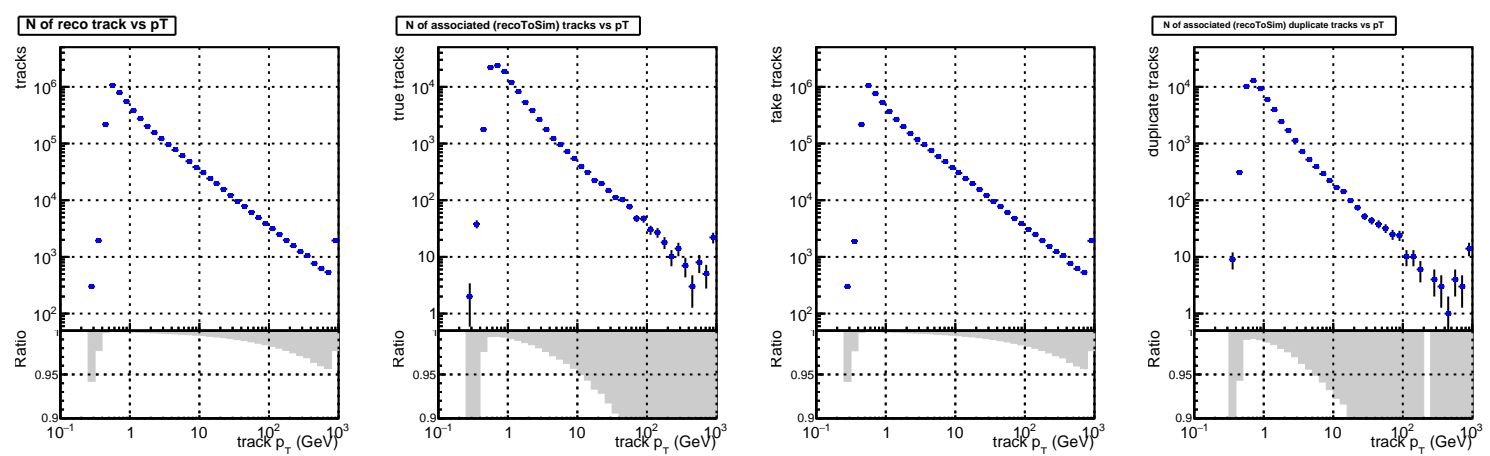 N of reco track vs pT
tracks
10^6
10^5
10^4
10^3
10^2
Ratio
1
0.95
0.9
10^−1 1 10 10^2 10^3
track p_T (GeV)
N of associated (recoToSim) tracks vs pT
true tracks
10^4
10^3
10^2
10
1
Ratio
1
0.95
0.9
10^−1 1 10 10^2 10^3
track p_T (GeV)
fake tracks
10^6
10^5
10^4
10^3
10^2
Ratio
1
0.95
0.9
10^−1 1 10 10^2 10^3
track p_T (GeV)
N of associated (recoToSim) duplicate tracks vs pT
duplicate tracks
10^4
10^3
10^2
10
1
Ratio
1
0.95
0.9
10^−1 1 10 10^2 10^3
track p_T (GeV)